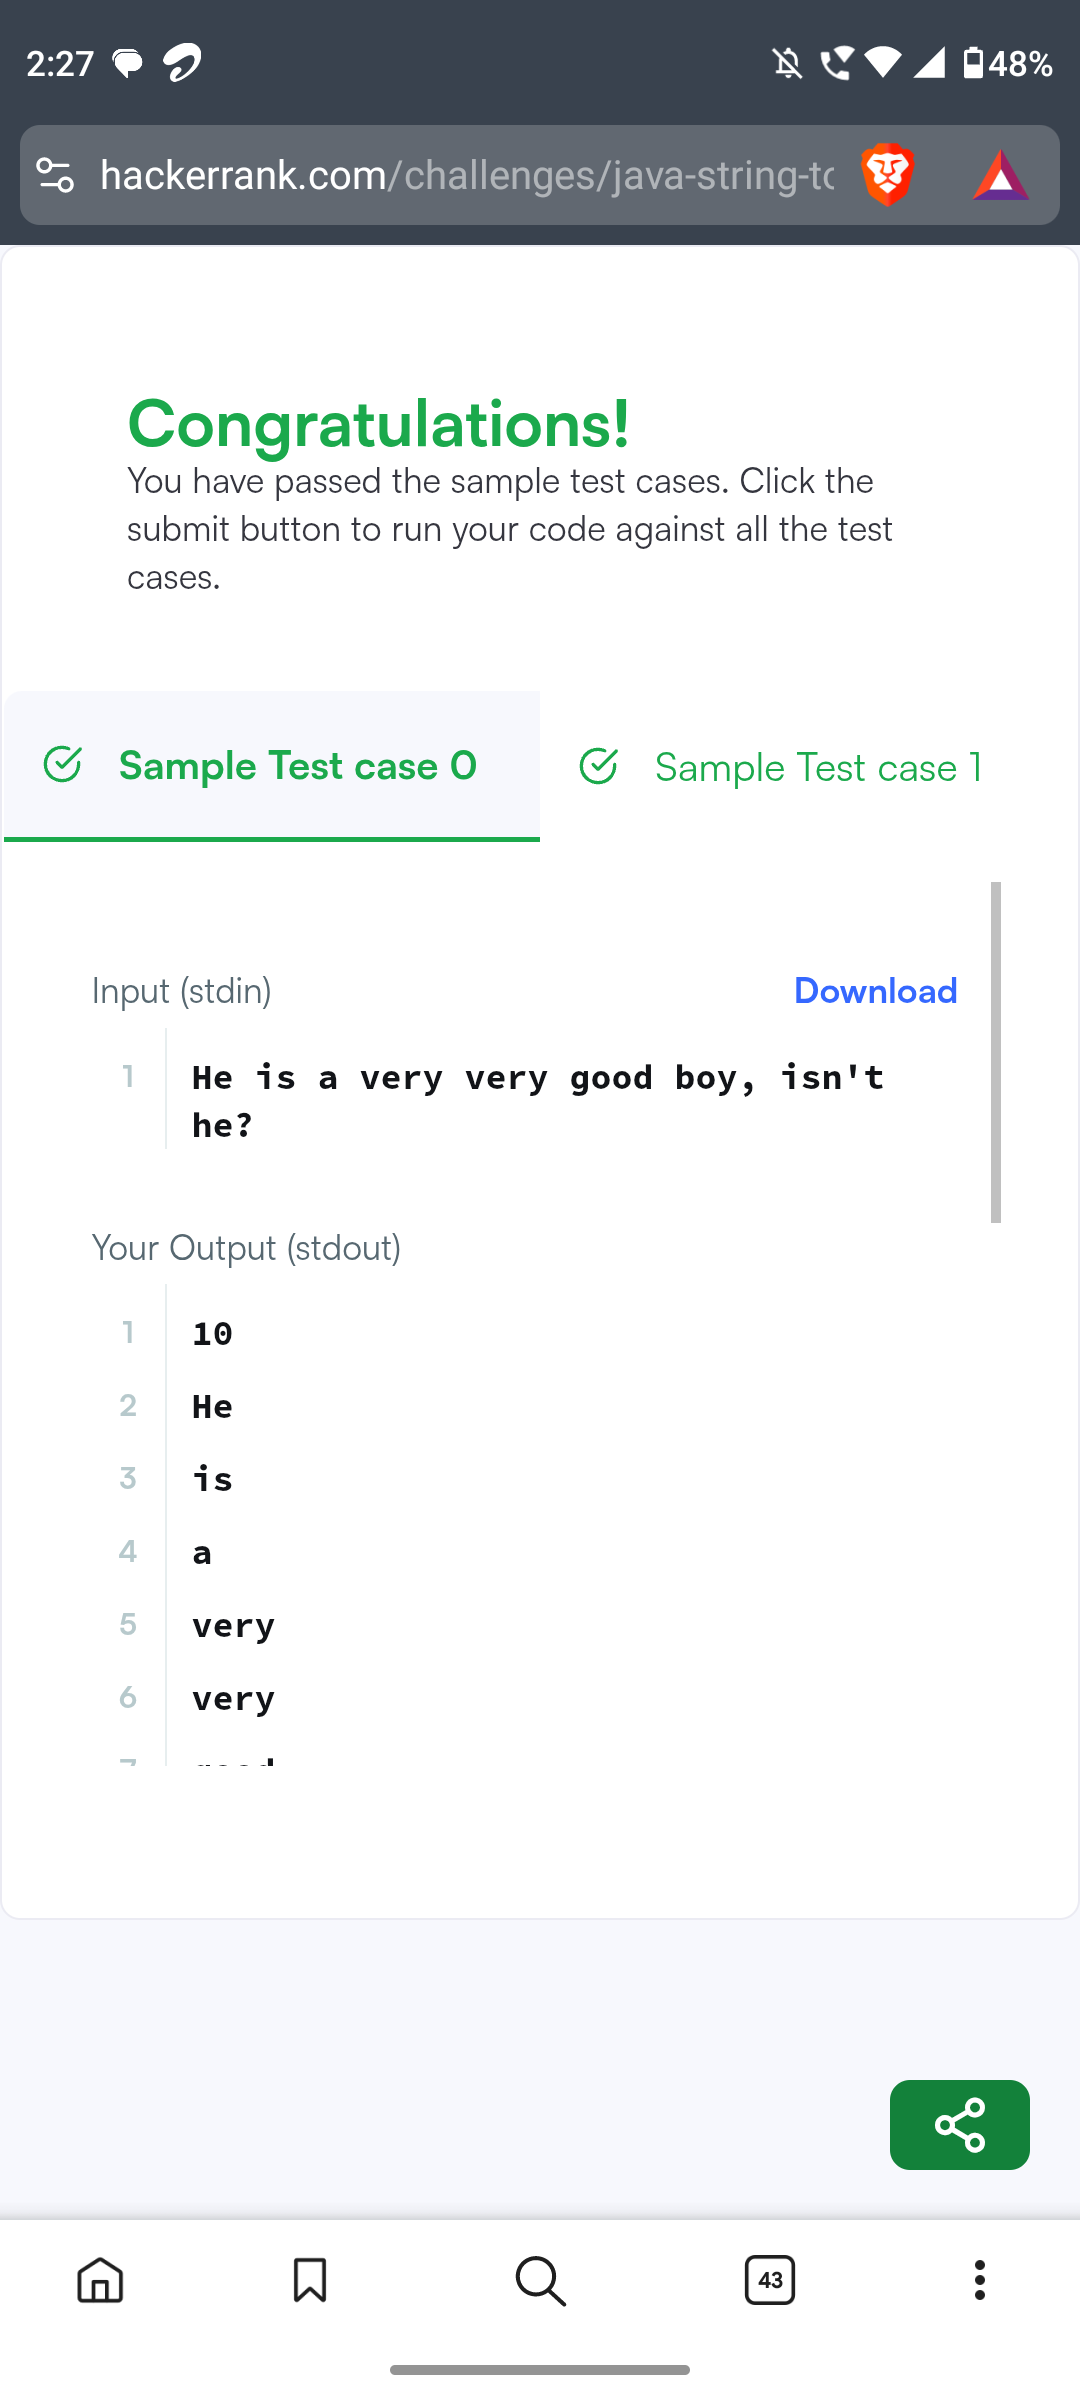 2:27
48%
hackerrank.com/challenges/java-string-to
Congratulations!
You have passed the sample test cases. Click the
submit button to run your code against all the test
cases.
Sample Test case 0
Sample Test case 1
Input (stdin)
Download
1 He is a very very good boy, isn't
he?
Your Output (stdout)
1 10
2 He
3 is
4 a
5 very
6 very
43